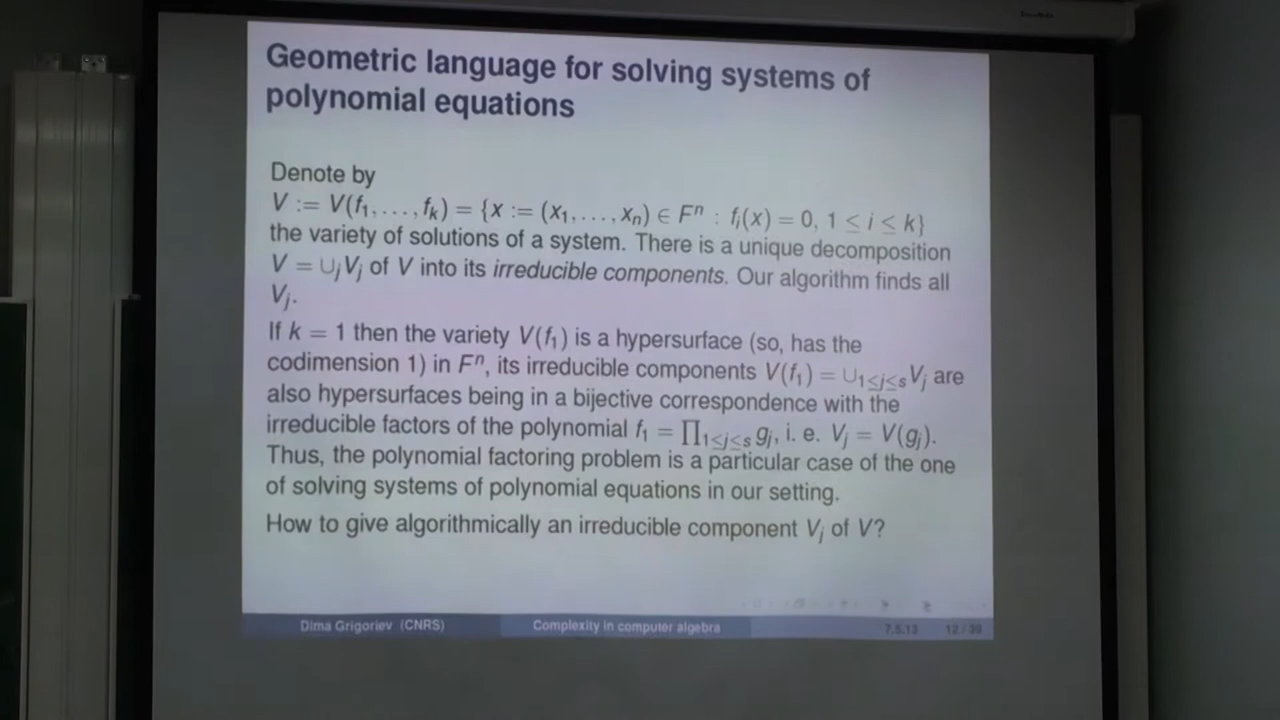 Geometric language for solving systems of
polynomial equations
Denote by
V := V(f₁, . . . , fₖ) = {x := (x₁, . . . , xₙ) ∈ Fⁿ : fᵢ(x) = 0, 1 ≤ i ≤ k}
the variety of solutions of a system. There is a unique decomposition
V = ∪ⱼVⱼ of V into its irreducible components. Our algorithm finds all
Vⱼ.
If k = 1 then the variety V(f₁) is a hypersurface (so, has the
codimension 1) in Fⁿ, its irreducible components V(f₁) = ∪₁≤ⱼ≤ₛVⱼ are
also hypersurfaces being in a bijective correspondence with the
irreducible factors of the polynomial f₁ = ∏₁≤ⱼ≤ₛ gⱼ, i. e. Vⱼ = V(gⱼ).
Thus, the polynomial factoring problem is a particular case of the one
of solving systems of polynomial equations in our setting.
How to give algorithmically an irreducible component Vⱼ of V?
Dima Grigoriev (CNRS) Complexity in computer algebra 7.5.13 12 / 39